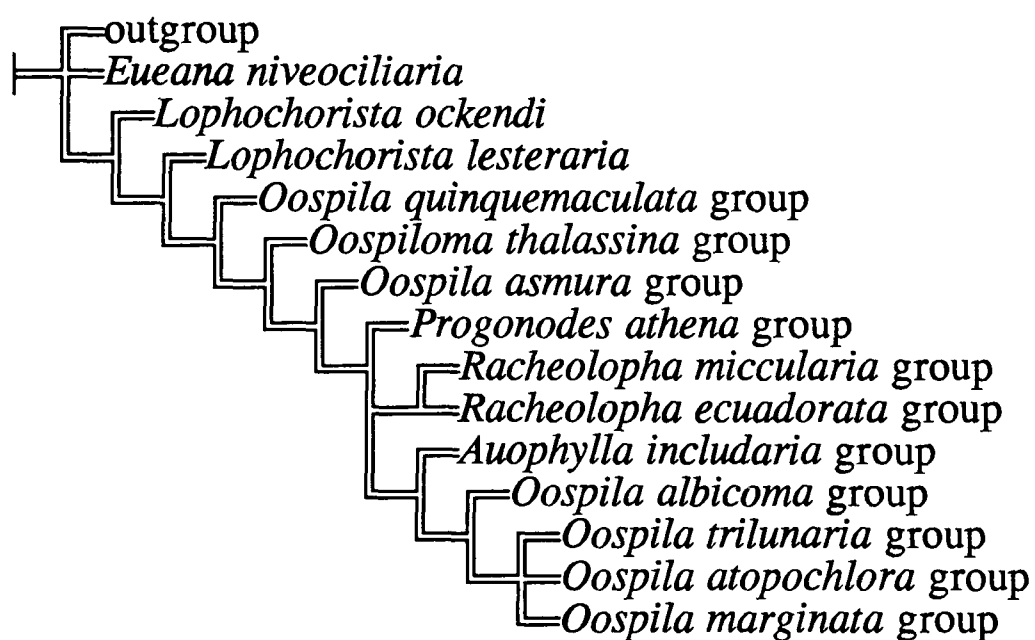 outgroup
Eueana niveociliaria
Lophochorista ockendi
Lophochorista lesteraria
Oospila quinquemaculata group
Oospiloma thalassina group
Oospila asmura group
Progonodes athena group
Racheolopha miccularia group
Racheolopha ecuadorata group
Auophylla includaria group
Oospila albicoma group
Oospila trilunaria group
Oospila atopochlora group
Oospila marginata group